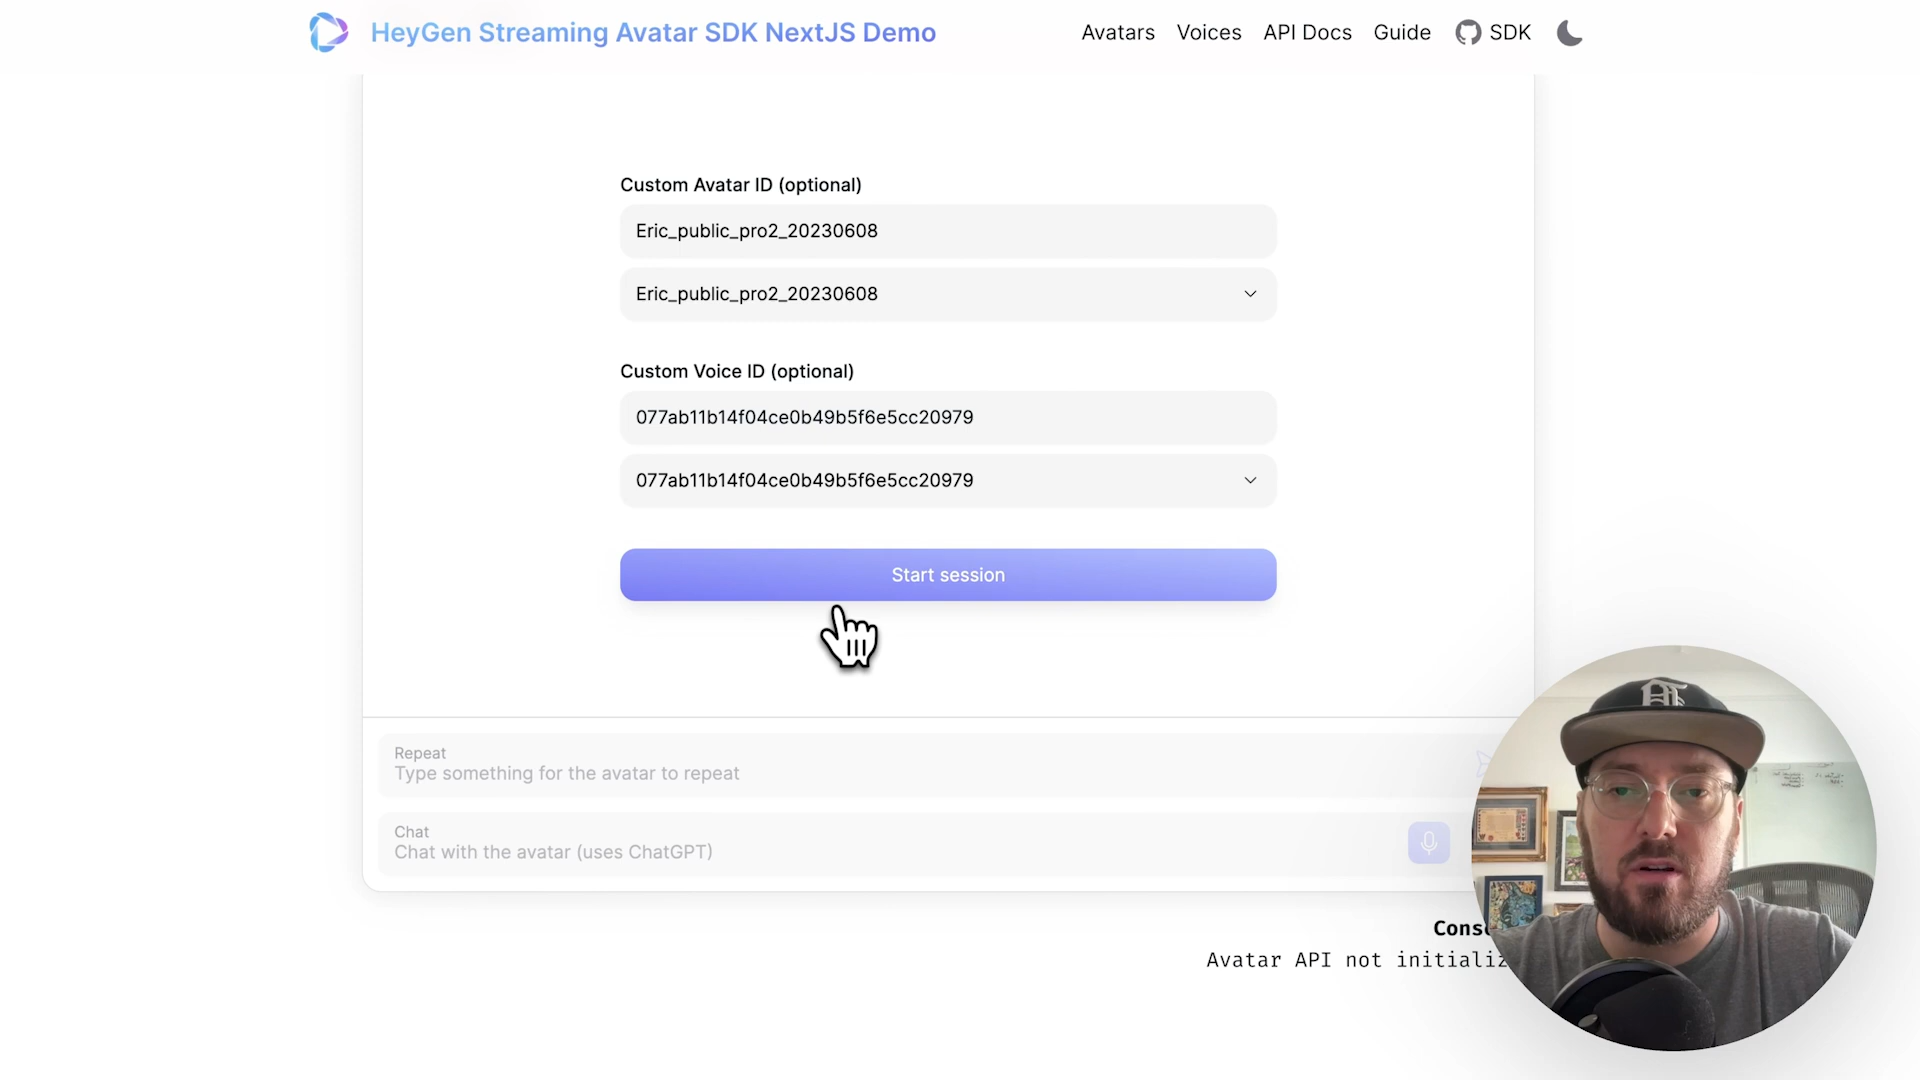 HeyGen Streaming Avatar SDK NextJS Demo
Avatars Voices API Docs Guide SDK
Custom Avatar ID (optional)
Eric_public_pro2_20230608
Eric_public_pro2_20230608
Custom Voice ID (optional)
077ab11b14f04ce0b49b5f6e5cc20979
077ab11b14f04ce0b49b5f6e5cc20979
Start session
Repeat
Type something for the avatar to repeat
Chat
Chat with the avatar (uses ChatGPT)
Cons
Avatar API not initializ